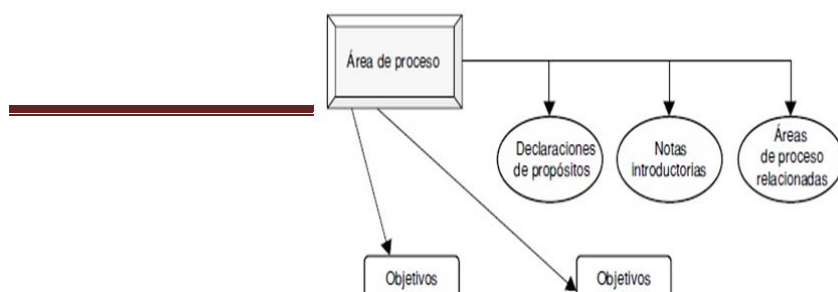 Área de proceso
Declaraciones
de propósitos
Notas
introductorias
Áreas
de proceso
relacionadas
Objetivos
Objetivos